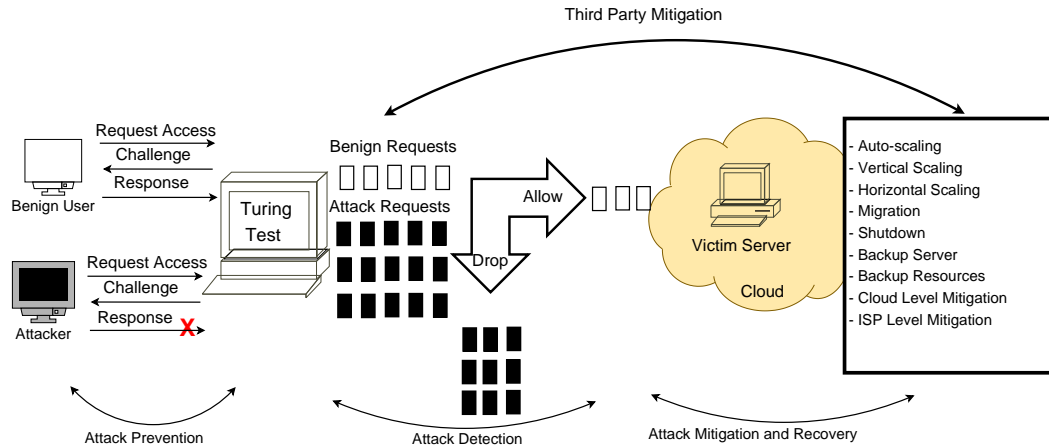 Third Party Mitigation
Request Access
Challenge
Response
Benign User
Request Access
Challenge
Response
X
Attacker
Turing
Test
Benign Requests
Attack Requests
Allow
Drop
Victim Server
Cloud
- Auto-scaling
- Vertical Scaling
- Horizontal Scaling
- Migration
- Shutdown
- Backup Server
- Backup Resources
- Cloud Level Mitigation
- ISP Level Mitigation
Attack Prevention
Attack Detection
Attack Mitigation and Recovery